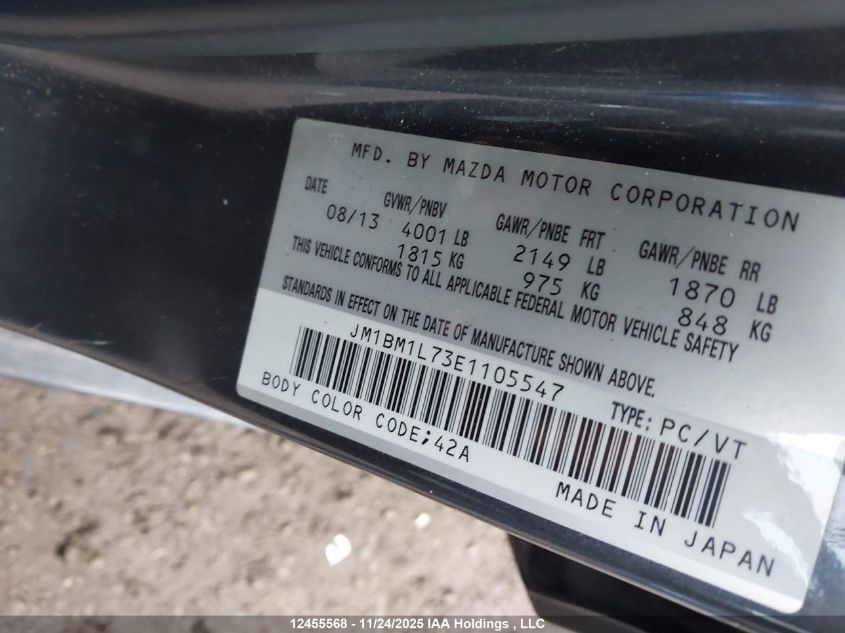 MFD. BY MAZDA MOTOR CORPORATION
DATE GVWR/PNBV GAWR/PNBE FRT GAWR/PNBE RR
08/13 4001 LB 2149 LB 1870 LB
1815 KG 975 KG 848 KG
THIS VEHICLE CONFORMS TO ALL APPLICABLE FEDERAL MOTOR VEHICLE SAFETY
STANDARDS IN EFFECT ON THE DATE OF MANUFACTURE SHOWN ABOVE.
JM1BM1L73E1105547 TYPE: PC/VT
BODY COLOR CODE;42A MADE IN JAPAN
12455568 - 11/24/2025 IAA Holdings , LLC